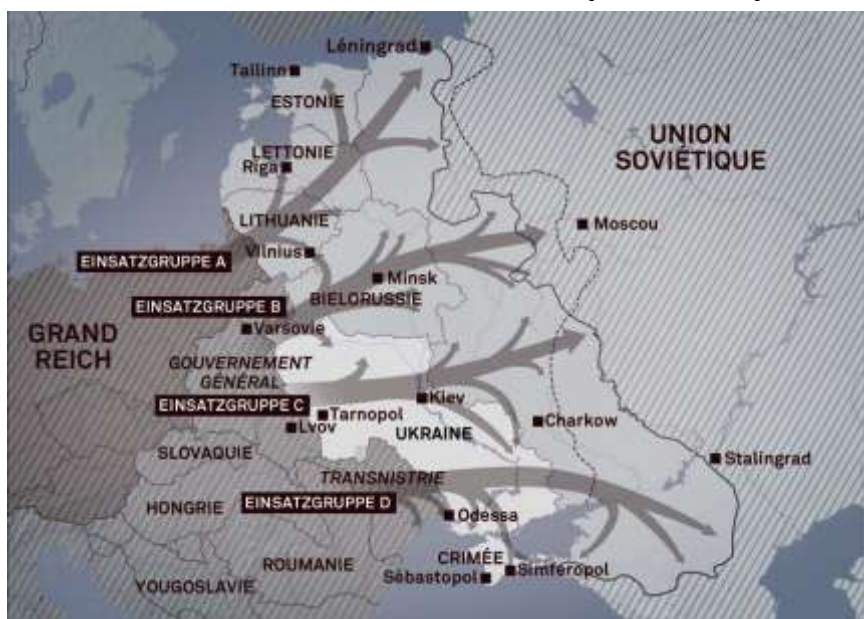 Léningrad
Tallinn
ESTONIE
UNION
SOVIÉTIQUE
LETTONIE
Riga
LITHUANIE
Moscou
Vilnius
EINSATZGRUPPE A
Minsk
EINSATZGRUPPE B
BIELORUSSIE
GRAND
REICH
Varsovie
GOUVERNEMENT
GÉNÉRAL
Kiev
EINSATZGRUPPE C
Tarnopol
Charkow
Lvov
UKRAINE
SLOVAQUIE
Stalingrad
TRANSNISTRIE
HONGRIE
EINSATZGRUPPE D
Odessa
CRIMÉE
ROUMANIE
Sébastopol
Simféropol
YOUGOSLAVIE